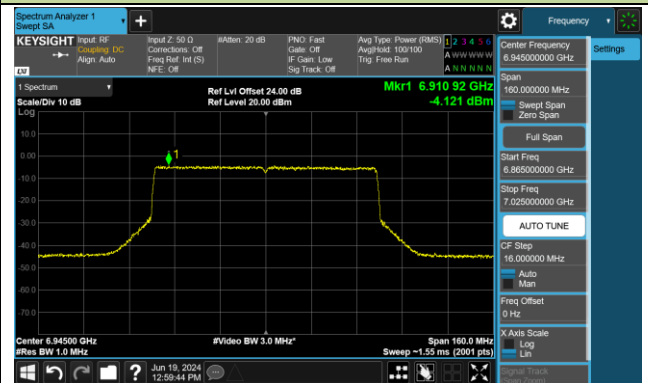 Spectrum Analyzer 1
Swept SA
Frequency
KEYSIGHT
Input: RF
Coupling: DC
Align: Auto
Input Z: 50 Ω
Corrections: Off
Freq Ref: Int (S)
NFE: Off
#Atten: 20 dB
PNO: Fast
Gate: Off
IF Gain: Low
Sig Track: Off
Avg Type: Power (RMS)
Avg|Hold: 100/100
Trig: Free Run
1 2 3 4 5 6
A W W W W W
A N N N N N
LXI
1 Spectrum
Scale/Div 10 dB
Log
Ref Lvl Offset 24.00 dB
Ref Level 20.00 dBm
Mkr1 6.910 92 GHz
-4.121 dBm
1
10.0
0.00
-10.0
-20.0
-30.0
-40.0
-50.0
-60.0
-70.0
Center 6.94500 GHz
#Res BW 1.0 MHz
#Video BW 3.0 MHz*
Span 160.0 MHz
Sweep ~1.55 ms (2001 pts)
Jun 19, 2024
12:59:44 PM
Center Frequency
6.945000000 GHz
Settings
Span
160.000000 MHz
Swept Span
Zero Span
Full Span
Start Freq
6.865000000 GHz
Stop Freq
7.025000000 GHz
AUTO TUNE
CF Step
16.000000 MHz
Auto
Man
Freq Offset
0 Hz
X Axis Scale
Log
Lin
Signal Track
(Span Zoom)